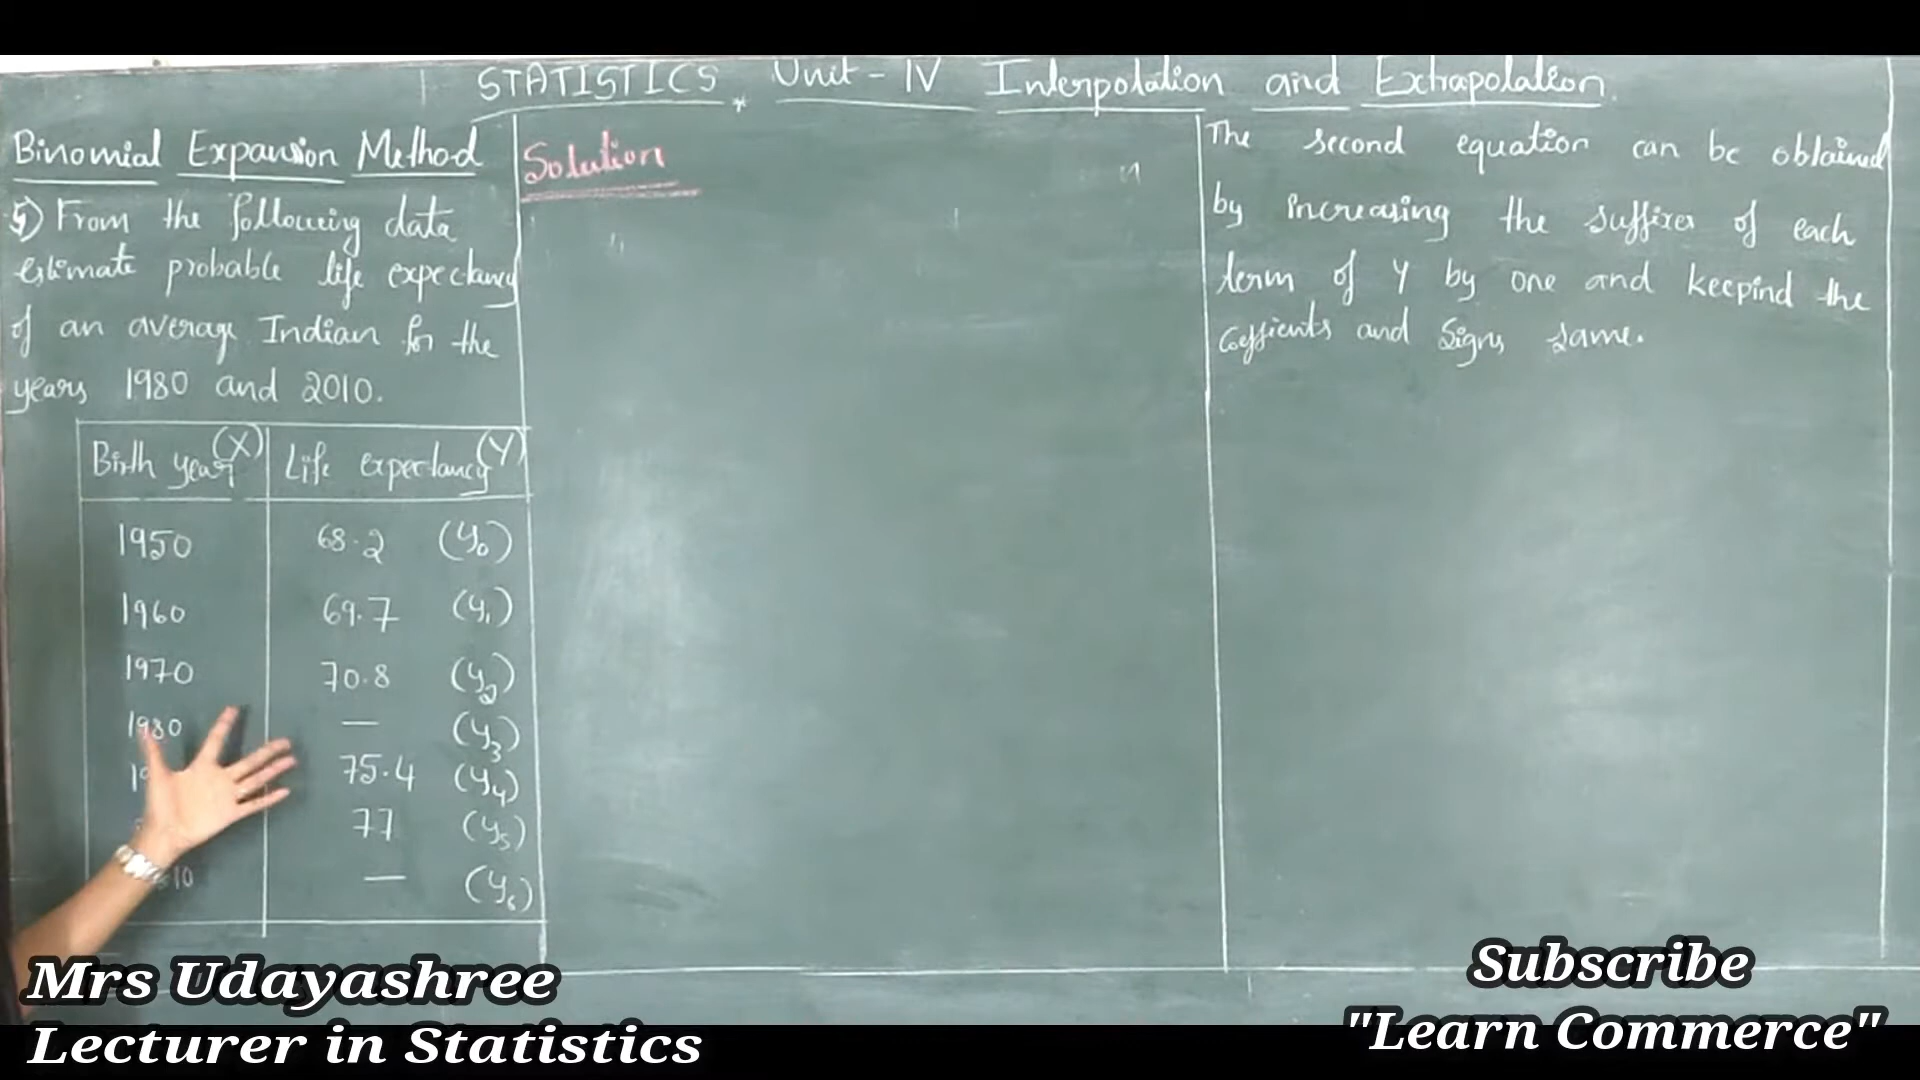 STATISTICS Unit - IV Interpolation and Extrapolation.
Binomial Expansion Method
5) From the following data
estimate probable life expectancy
of an average Indian for the
years 1980 and 2010.
Birth year (X) Life expectancy (Y)
1950 68.2 (y0)
1960 69.7 (y1)
1970 70.8 (y2)
1980 — (y3)
75.4 (y4)
77 (y5)
10 — (y6)
Solution
The second equation can be obtained
by increasing the suffixes of each
term of Y by one and keepind the
Coffients and Signs same.
Mrs Udayashree
Lecturer in Statistics
Subscribe
"Learn Commerce"